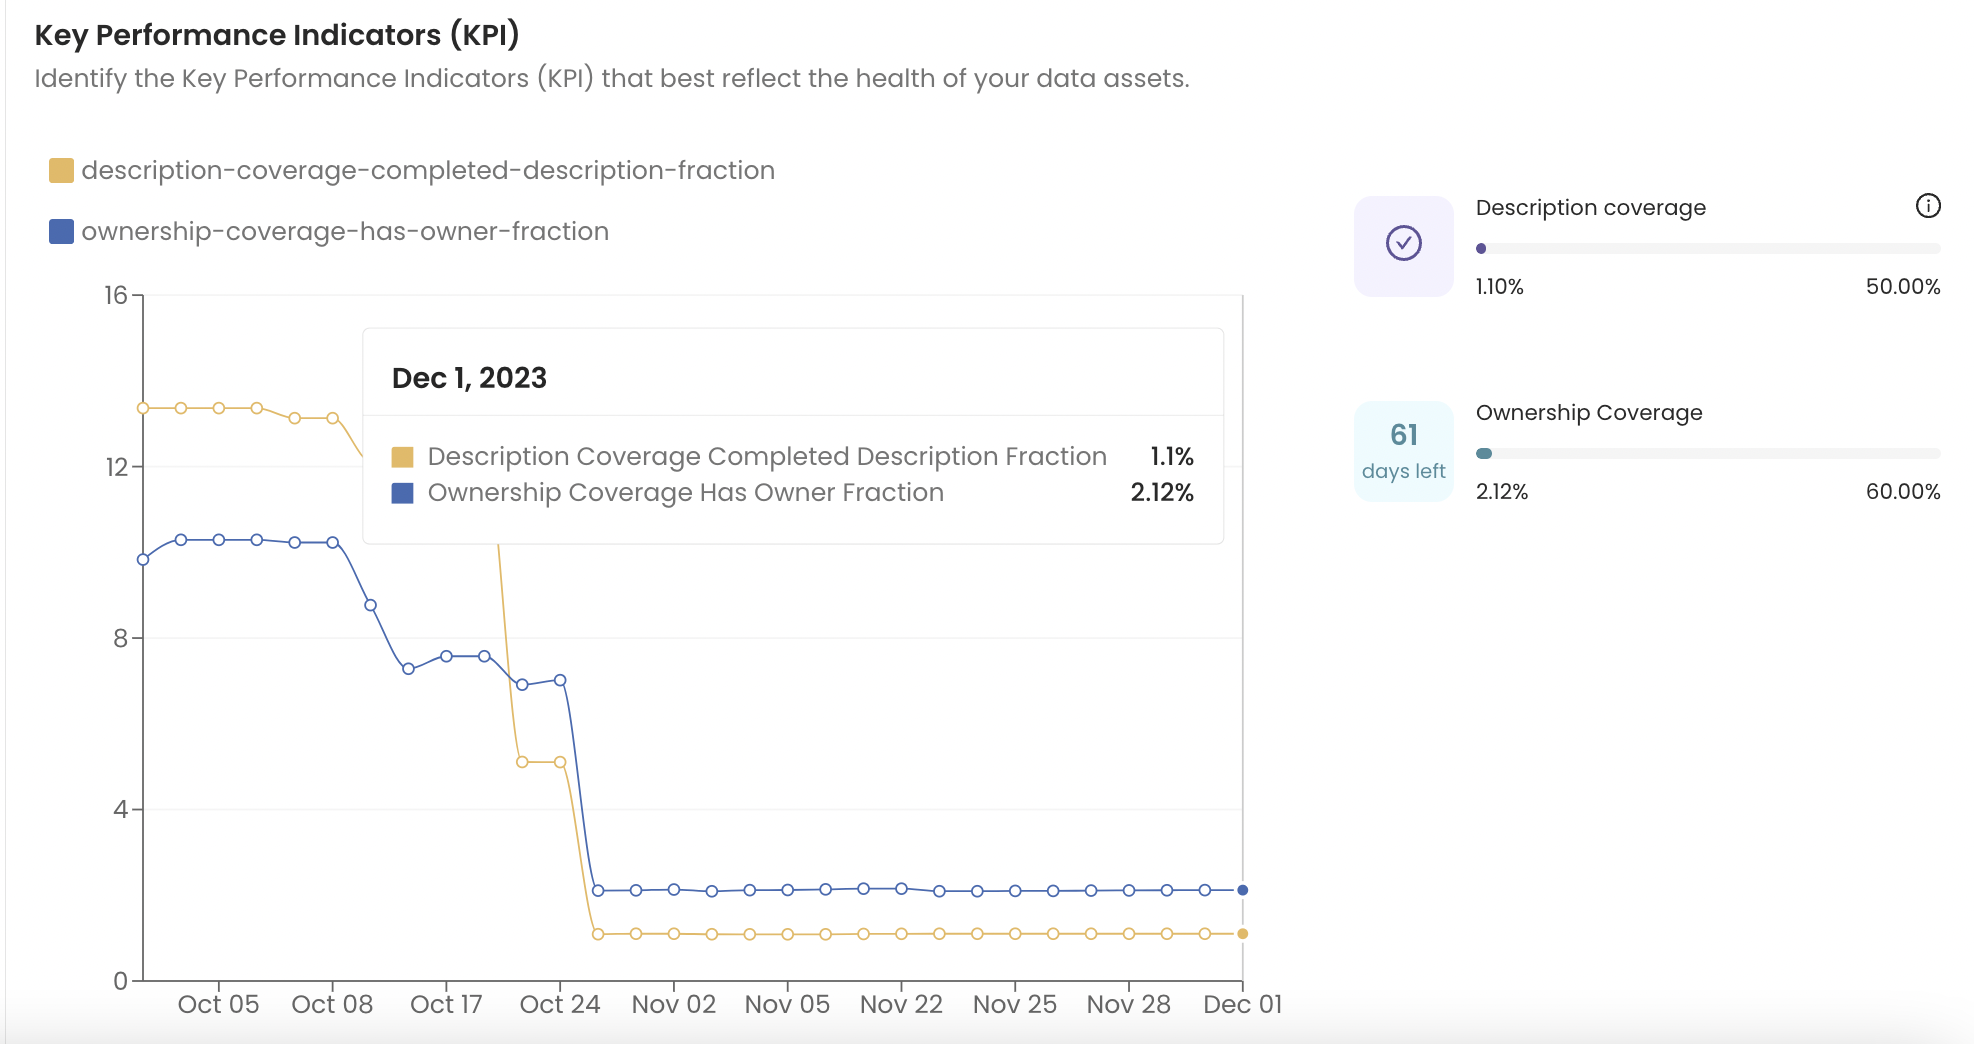 Key Performance Indicators (KPI)
Identify the Key Performance Indicators (KPI) that best reflect the health of your data assets.
description-coverage-completed-description-fraction
ownership-coverage-has-owner-fraction
16
12
8
4
0
Dec 1, 2023
Description Coverage Completed Description Fraction 1.1%
Ownership Coverage Has Owner Fraction 2.12%
Oct 05 Oct 08 Oct 17 Oct 24 Nov 02 Nov 05 Nov 22 Nov 25 Nov 28 Dec 01
Description coverage
1.10% 50.00%
61
days left
Ownership Coverage
2.12% 60.00%